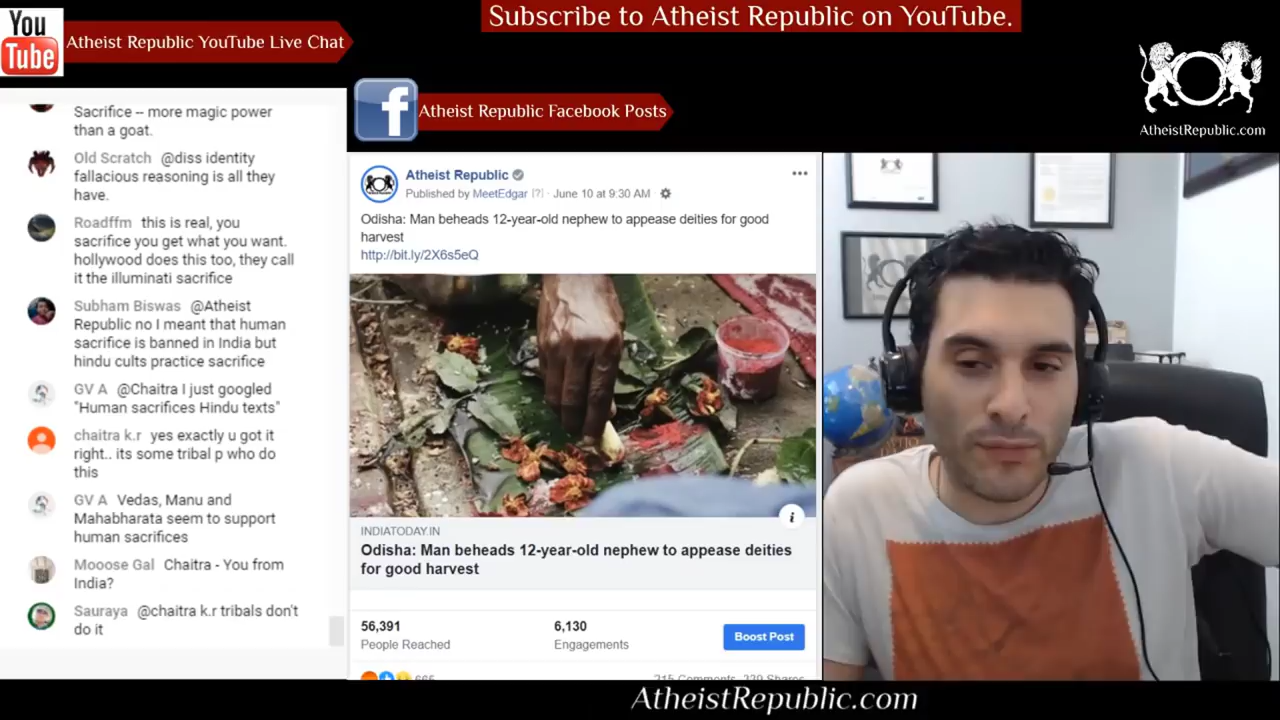 Subscribe to Atheist Republic on YouTube.
You
Tube
Atheist Republic YouTube Live Chat
AtheistRepublic.com
f
Atheist Republic Facebook Posts
Sacrifice -- more magic power
than a goat.
Old Scratch @diss identity
fallacious reasoning is all they
have.
Roadffm this is real, you
sacrifice you get what you want.
hollywood does this too, they call
it the illuminati sacrifice
Subham Biswas @Atheist
Republic no I meant that human
sacrifice is banned in India but
hindu cults practice sacrifice
GV A @Chaitra I just googled
"Human sacrifices Hindu texts"
chaitra k.r yes exactly u got it
right.. its some tribal p who do
this
GV A Vedas, Manu and
Mahabharata seem to support
human sacrifices
Mooose Gal Chaitra - You from
India?
Sauraya @chaitra k.r tribals don't
do it
Atheist Republic
Published by MeetEdgar [?] · June 10 at 9:30 AM ·
Odisha: Man beheads 12-year-old nephew to appease deities for good
harvest
http://bit.ly/2X6s5eQ
i
INDIATODAY.IN
Odisha: Man beheads 12-year-old nephew to appease deities
for good harvest
56,391
People Reached
6,130
Engagements
Boost Post
665
215 Comments 229 Shares
AtheistRepublic.com